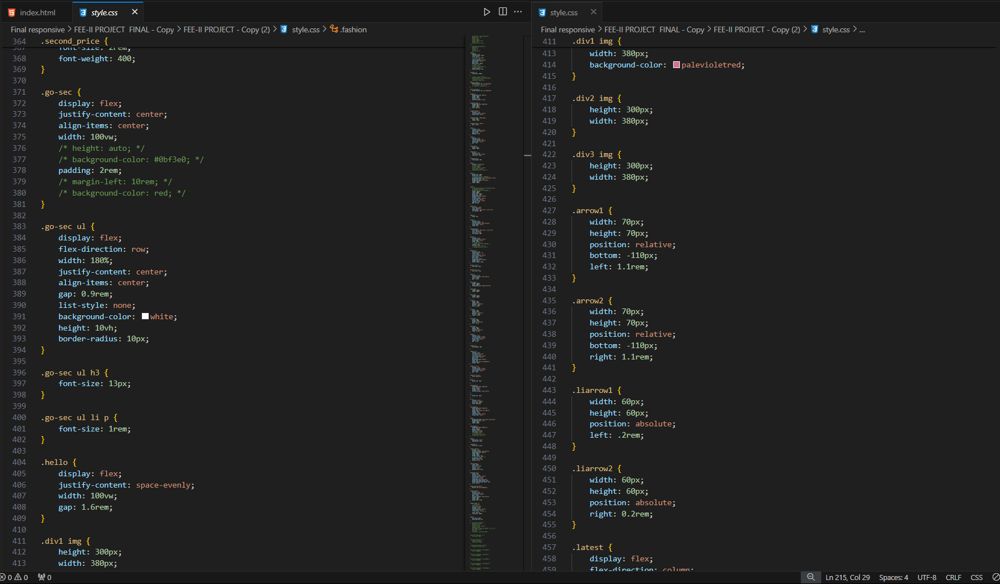 index.html
style.css
Final responsive > FEE-II PROJECT FINAL - Copy > FEE-II PROJECT - Copy (2) > style.css > .fashion
364 .second_price {
367 font-size: 2rem;
368 font-weight: 400;
369 }
370
371 .go-sec {
372 display: flex;
373 justify-content: center;
374 align-items: center;
375 width: 100vw;
376 /* height: auto; */
377 /* background-color: #0bf3e0; */
378 padding: 2rem;
379 /* margin-left: 10rem; */
380 /* background-color: red; */
381 }
382
383 .go-sec ul {
384 display: flex;
385 flex-direction: row;
386 width: 180%;
387 justify-content: center;
388 align-items: center;
389 gap: 0.9rem;
390 list-style: none;
391 background-color: white;
392 height: 10vh;
393 border-radius: 10px;
394 }
395
396 .go-sec ul h3 {
397 font-size: 13px;
398 }
399
400 .go-sec ul li p {
401 font-size: 1rem;
402 }
403
404 .hello {
405 display: flex;
406 justify-content: space-evenly;
407 width: 100vw;
408 gap: 1.6rem;
409 }
410
411 .div1 img {
412 height: 300px;
413 width: 380px;
style.css
Final responsive > FEE-II PROJECT FINAL - Copy > FEE-II PROJECT - Copy (2) > style.css > ...
411 .div1 img {
413 width: 380px;
414 background-color: palevioletred;
415 }
416
417 .div2 img {
418 height: 300px;
419 width: 380px;
420 }
421
422 .div3 img {
423 height: 300px;
424 width: 380px;
425 }
426
427 .arrow1 {
428 width: 70px;
429 height: 70px;
430 position: relative;
431 bottom: -110px;
432 left: 1.1rem;
433 }
434
435 .arrow2 {
436 width: 70px;
437 height: 70px;
438 position: relative;
439 bottom: -110px;
440 right: 1.1rem;
441 }
442
443 .liarrow1 {
444 width: 60px;
445 height: 60px;
446 position: absolute;
447 left: .2rem;
448 }
449
450 .liarrow2 {
451 width: 60px;
452 height: 60px;
453 position: absolute;
454 right: 0.2rem;
455 }
456
457 .latest {
458 display: flex;
459 flex-direction: column;
0 0 0
Ln 215, Col 29 Spaces: 4 UTF-8 CRLF CSS